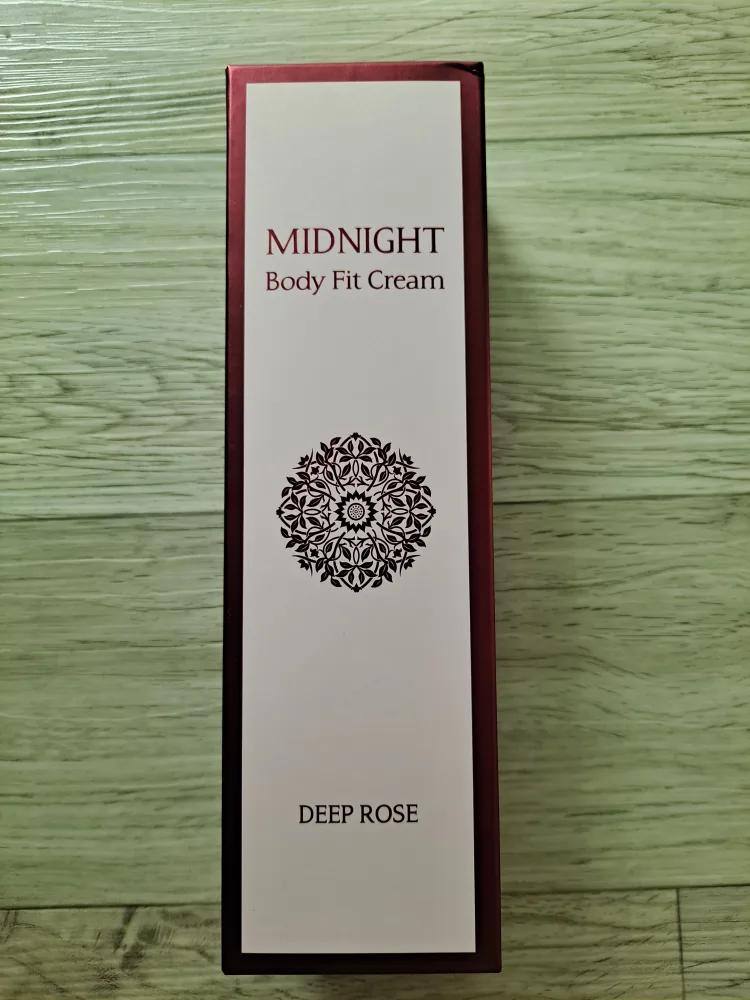 MIDNIGHT
Body Fit Cream
DEEP ROSE